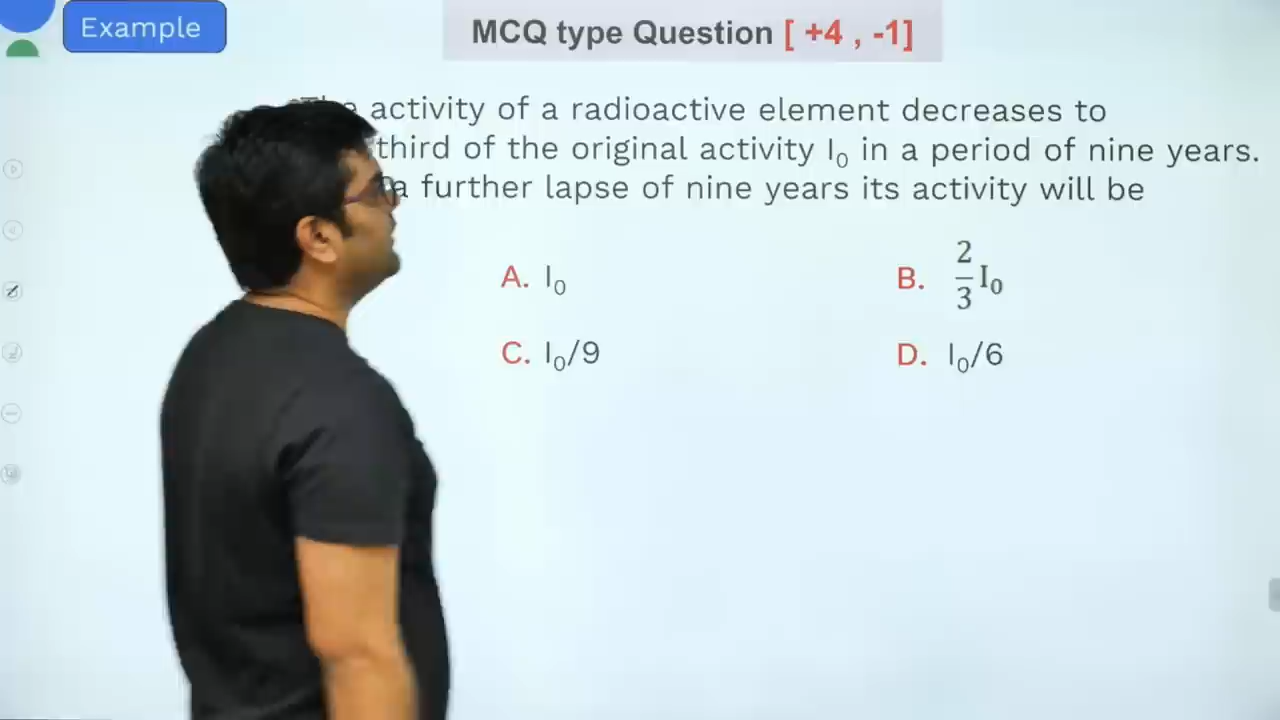 Example
MCQ type Question [ +4 , -1]
activity of a radioactive element decreases to
third of the original activity I₀ in a period of nine years.
a further lapse of nine years its activity will be
A. I₀
B. 2/3 I₀
C. I₀/9
D. I₀/6